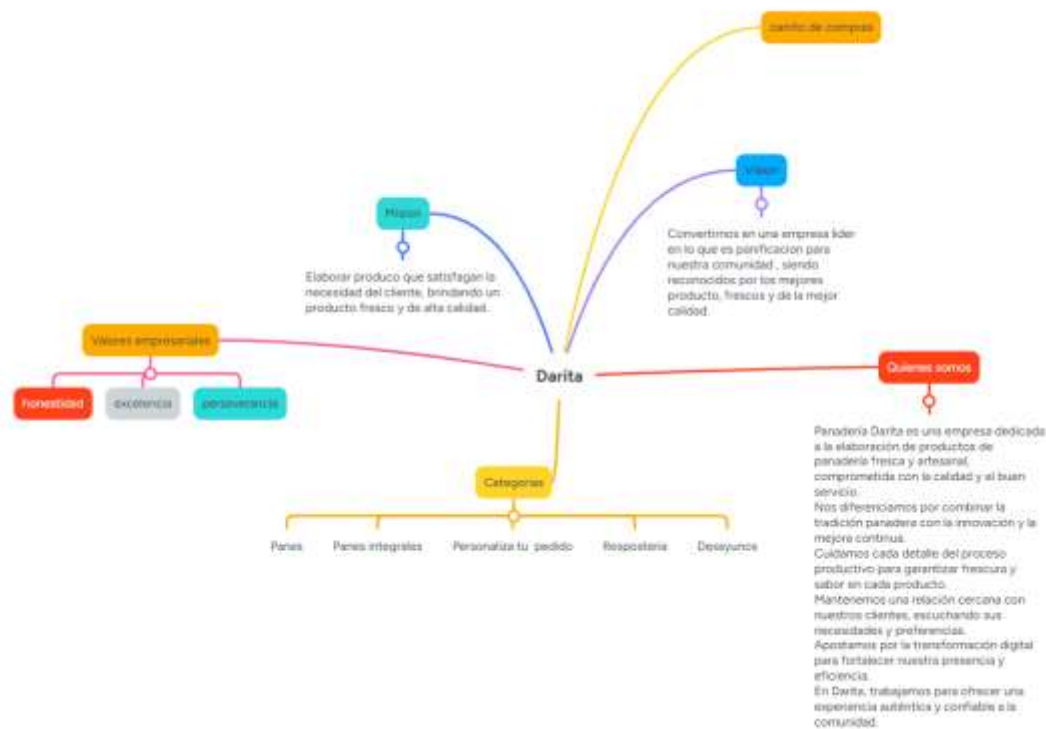 carrito de compras
Vision
Convertirnos en una empresa lider
en lo que es panificacion para
nuestra comunidad , siendo
reconocidos por los mejores
producto, frescos y de la mejor
calidad.
Mision
Elaborar produco que satisfagan la
necesidad del cliente, brindando un
producto fresco y de alta calidad.
Valores empresariales
honestidad
excelencia
perseverancia
Darita
Quienes somos
Panadería Darita es una empresa dedicada
a la elaboración de productos de
panadería fresca y artesanal,
comprometida con la calidad y el buen
servicio.
Nos diferenciamos por combinar la
tradición panadera con la innovación y la
mejora continua.
Cuidamos cada detalle del proceso
productivo para garantizar frescura y
sabor en cada producto.
Mantenemos una relación cercana con
nuestros clientes, escuchando sus
necesidades y preferencias.
Apostamos por la transformación digital
para fortalecer nuestra presencia y
eficiencia.
En Darita, trabajamos para ofrecer una
experiencia auténtica y confiable a la
comunidad.
Categorias
Panes
Panes integrales
Personaliza tu pedido
Resposteria
Desayunos